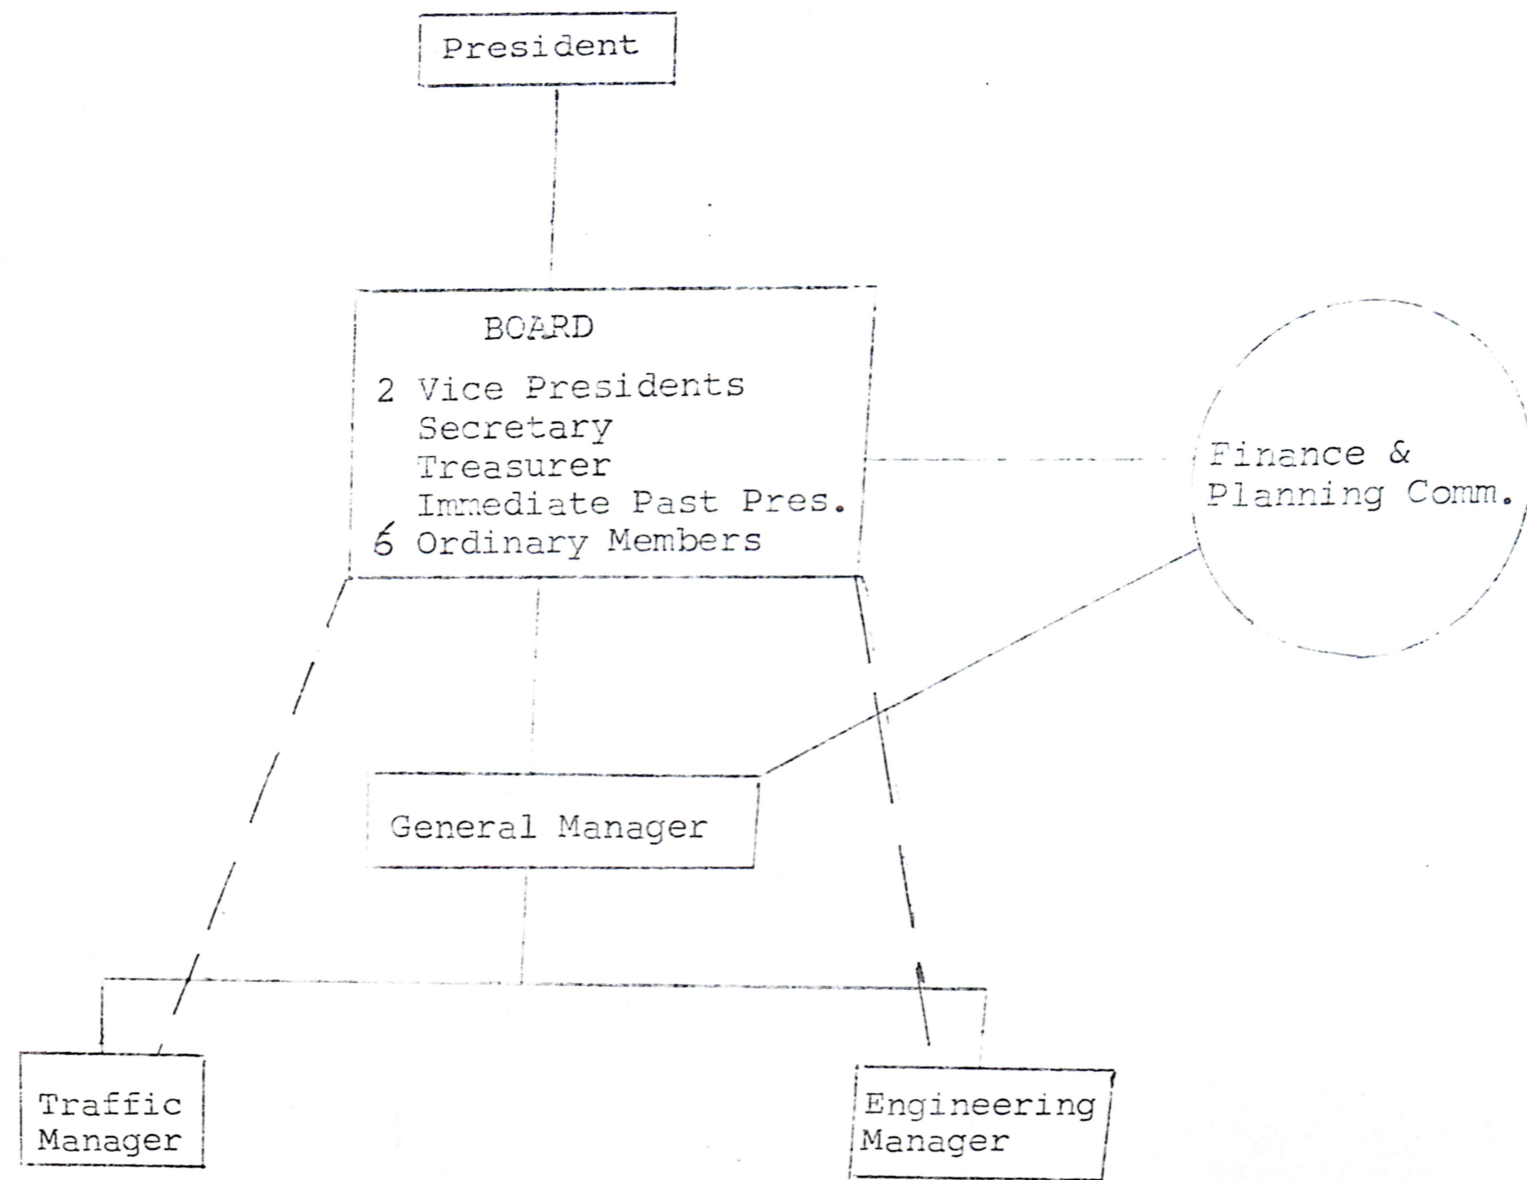 President
BOARD
2 Vice Presidents
Secretary
Treasurer
Immediate Past Pres.
6 Ordinary Members
Finance &
Planning Comm.
General Manager
Traffic
Manager
Engineering
Manager